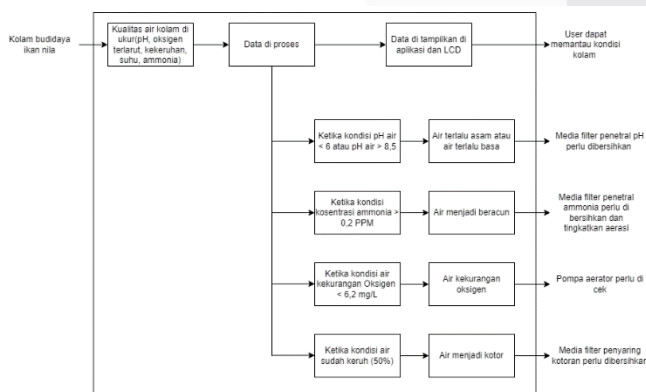 Kolam budidaya
ikan nila
Kualitas air kolam di
ukur(pH, oksigen
terlarut, kekeruhan,
suhu, ammonia)
Data di proses
Data di tampilkan di
aplikasi dan LCD
User dapat
memantau kondisi
kolam
Ketika kondisi pH air
< 6 atau pH air > 8,5
Air terlalu asam atau
air terlalu basa
Media filter penetral pH
perlu dibersihkan
Ketika kondisi
kosentrasi ammonia >
0,2 PPM
Air menjadi beracun
Media filter penetral
ammonia perlu di
bersihkan dan
tingkatkan aerasi
Ketika kondisi air
kekurangan Oksigen
< 6,2 mg/L
Air kekurangan
oksigen
Pompa aerator perlu di
cek
Ketika kondisi air
sudah keruh (50%)
Air menjadi kotor
Media filter penyaring
kotoran perlu dibersihkan